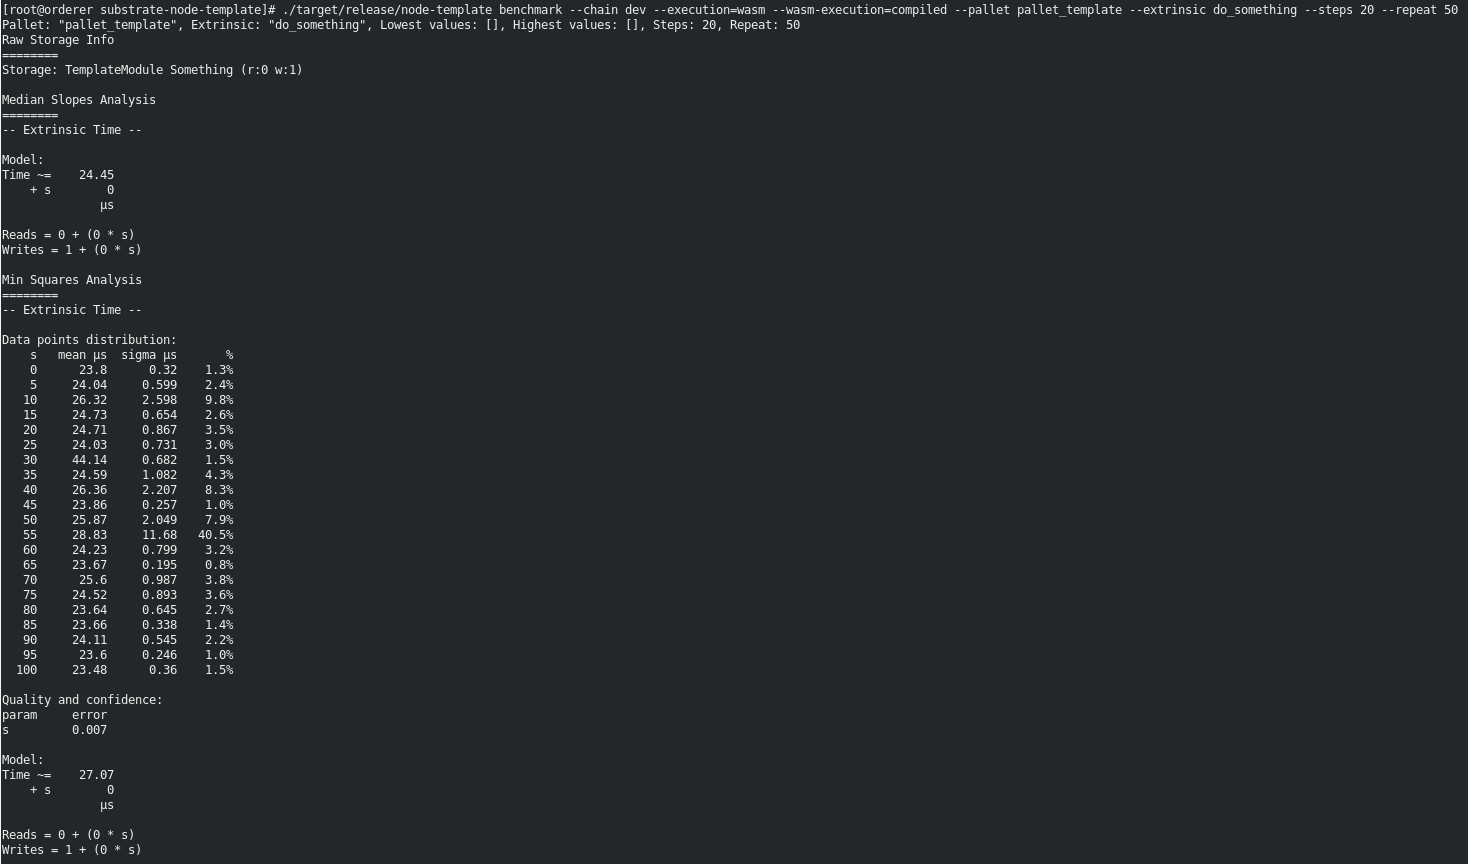 [root@orderer substrate-node-template]# ./target/release/node-template benchmark --chain dev --execution=wasm --wasm-execution=compiled --pallet pallet_template --extrinsic do_something --steps 20 --repeat 50
Pallet: "pallet_template", Extrinsic: "do_something", Lowest values: [], Highest values: [], Steps: 20, Repeat: 50
Raw Storage Info
========
Storage: TemplateModule Something (r:0 w:1)

Median Slopes Analysis
========
-- Extrinsic Time --

Model:
Time ~=    24.45
    + s        0
              µs

Reads = 0 + (0 * s)
Writes = 1 + (0 * s)

Min Squares Analysis
========
-- Extrinsic Time --

Data points distribution:
    s   mean µs  sigma µs       %
    0      23.8      0.32    1.3%
    5     24.04     0.599    2.4%
   10     26.32     2.598    9.8%
   15     24.73     0.654    2.6%
   20     24.71     0.867    3.5%
   25     24.03     0.731    3.0%
   30     44.14     0.682    1.5%
   35     24.59     1.082    4.3%
   40     26.36     2.207    8.3%
   45     23.86     0.257    1.0%
   50     25.87     2.049    7.9%
   55     28.83     11.68   40.5%
   60     24.23     0.799    3.2%
   65     23.67     0.195    0.8%
   70      25.6     0.987    3.8%
   75     24.52     0.893    3.6%
   80     23.64     0.645    2.7%
   85     23.66     0.338    1.4%
   90     24.11     0.545    2.2%
   95      23.6     0.246    1.0%
  100     23.48      0.36    1.5%

Quality and confidence:
param     error
s         0.007

Model:
Time ~=    27.07
    + s        0
              µs

Reads = 0 + (0 * s)
Writes = 1 + (0 * s)